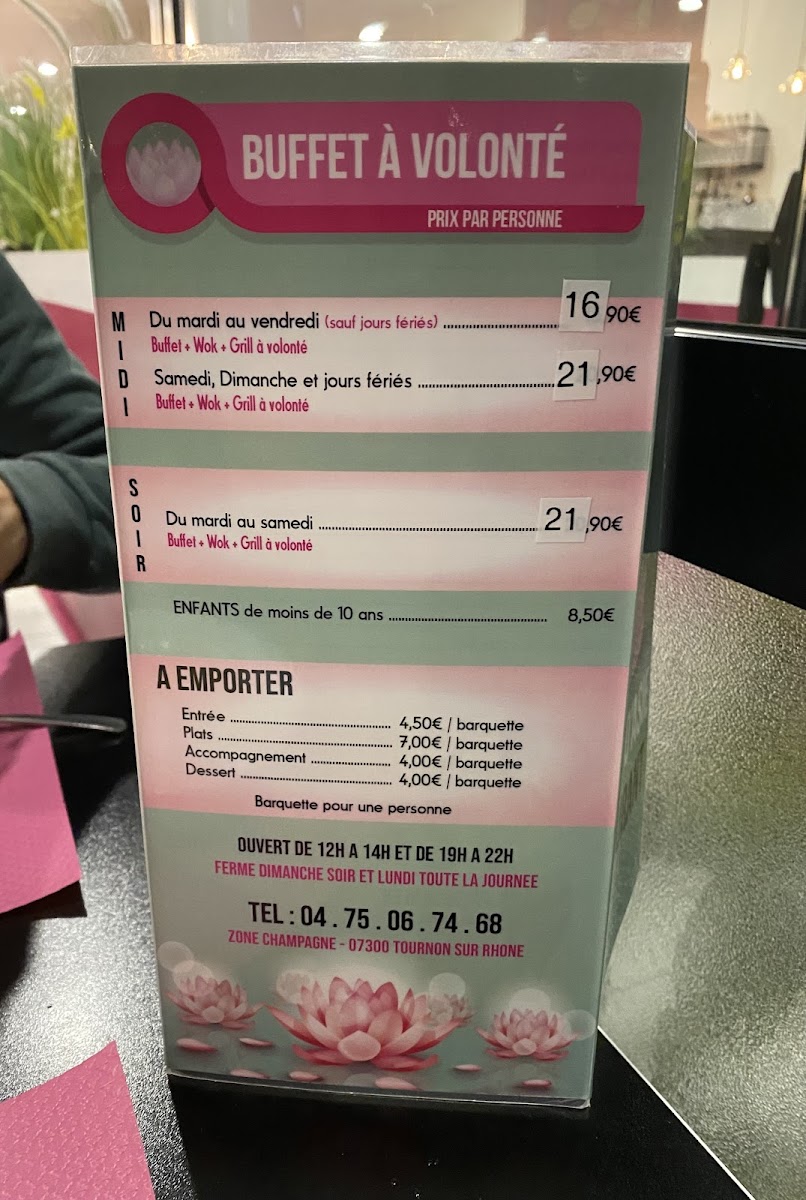 BUFFET À VOLONTÉ
PRIX PAR PERSONNE
MIDI
Du mardi au vendredi (sauf jours fériés) ........................ 16,90€
Buffet + Wok + Grill à volonté
Samedi, Dimanche et jours fériés ........................ 21,90€
Buffet + Wok + Grill à volonté
SOIR
Du mardi au samedi ........................ 21,90€
Buffet + Wok + Grill à volonté
ENFANTS de moins de 10 ans ........................ 8,50€
A EMPORTER
Entrée ........................ 4,50€ / barquette
Plats ........................ 7,00€ / barquette
Accompagnement ........................ 4,00€ / barquette
Dessert ........................ 4,00€ / barquette
Barquette pour une personne
OUVERT DE 12H A 14H ET DE 19H A 22H
FERME DIMANCHE SOIR ET LUNDI TOUTE LA JOURNEE
TEL : 04 . 75 . 06 . 74 . 68
ZONE CHAMPAGNE - 07300 TOURNON SUR RHONE